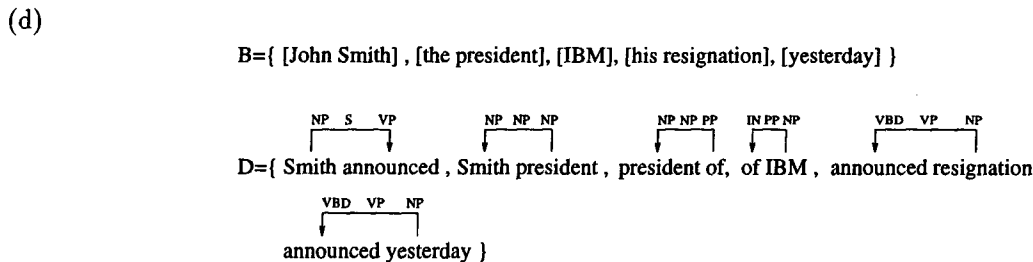 (d)
B={ [John Smith] , [the president], [IBM], [his resignation], [yesterday] }
NP S VP NP NP NP NP NP PP IN PP NP VBD VP NP
D={ Smith announced , Smith president , president of, of IBM , announced resignation
VBD VP NP
announced yesterday }